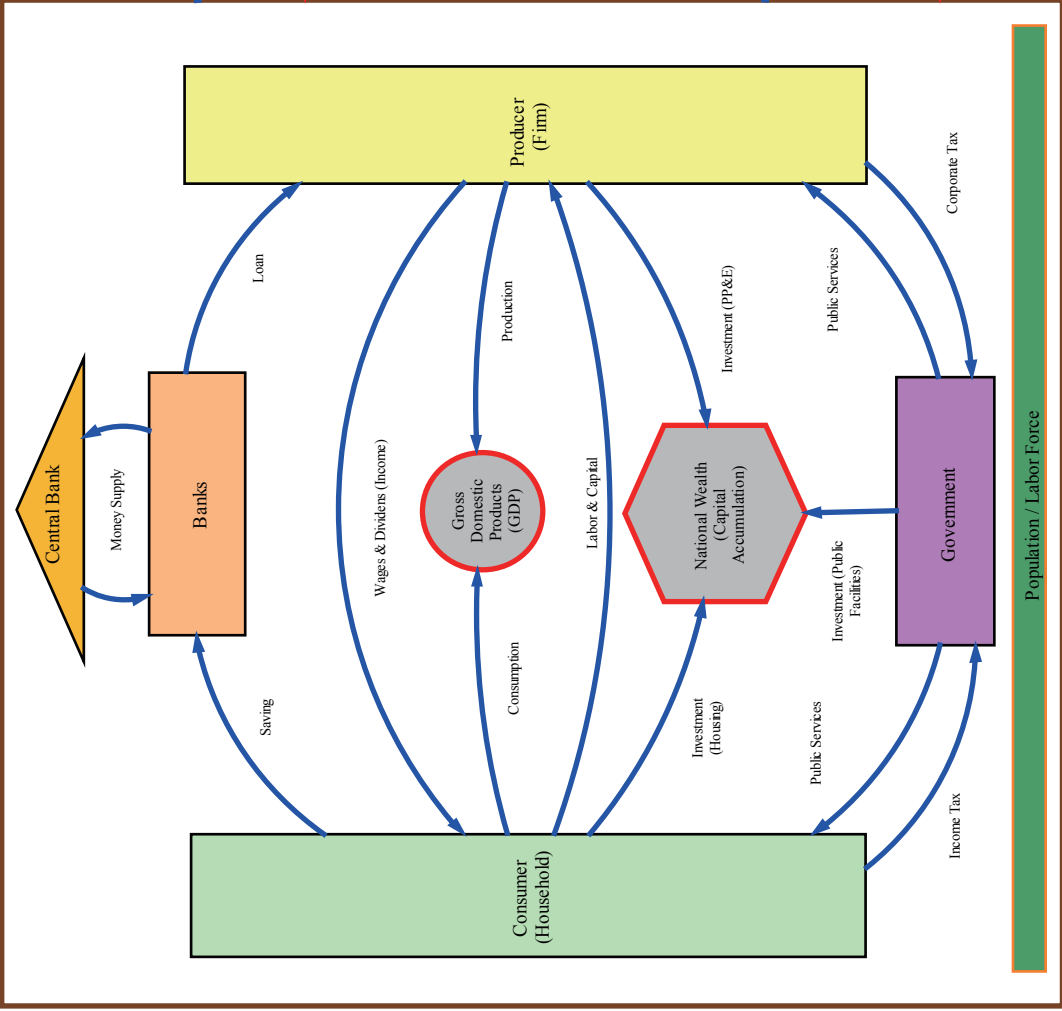 Central Bank
Money Supply
Banks
Saving
Loan
Wages & Dividens (Income)
Consumer
(Household)
Consumption
Gross
Domestic
Products
(GDP)
Production
Producer
(Firm)
Labor & Capital
Investment
(Housing)
National Wealth
(Capital
Accumulation)
Investment (PP&E)
Investment (Public
Facilities)
Public Services
Public Services
Income Tax
Government
Corporate Tax
Population / Labor Force